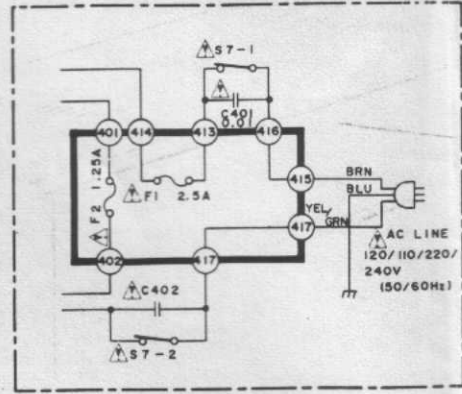 ⚠ S7-1
⚠
C401
0.01
401
414
413
416
1.25A
F2
⚠
⚠ F1 2.5A
415
BRN
BLU
YEL/
GRN
417
⚠ AC LINE
120/110/220/
240V
(50/60Hz)
402
417
⚠ C402
⚠ S7-2